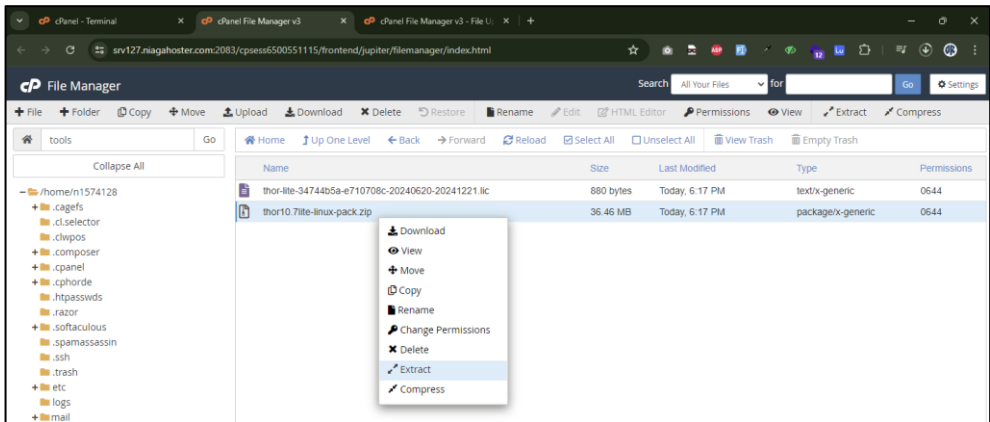 cPanel - Terminal
cPanel File Manager v3
cPanel File Manager v3 - File U
srv127.niagahoster.com:2083/cpsess6500551115/frontend/jupiter/filemanager/index.html
ASP
12
cP File Manager
Search All Your Files for Go Settings
+ File + Folder Copy Move Upload Download Delete Restore Rename Edit HTML Editor Permissions View Extract Compress
tools Go Home Up One Level Back Forward Reload Select All Unselect All View Trash Empty Trash
Collapse All
Name Size Last Modified Type Permissions
/home/n1574128
thor-lite-34744b5a-e710708c-20240620-20241221.lic 880 bytes Today, 6:17 PM text/x-generic 0644
.cagefs
thor10.7lite-linux-pack.zip 36.46 MB Today, 6:17 PM package/x-generic 0644
.cl.selector
.clwpos
.composer
.cpanel
.cphorde
.htpasswds
.razor
.softaculous
.spamassassin
.ssh
.trash
etc
logs
mail
Download
View
Move
Copy
Rename
Change Permissions
Delete
Extract
Compress